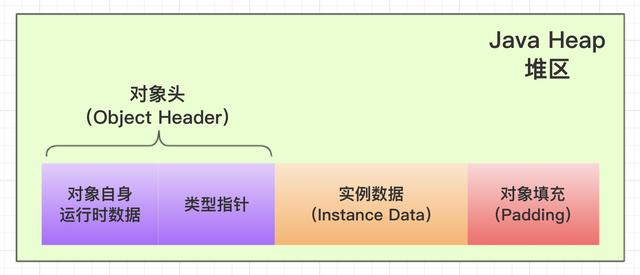 Java Heap
堆区
对象头
（Object Header）
对象自身
运行时数据
类型指针
实例数据
（Instance Data）
对象填充
（Padding）